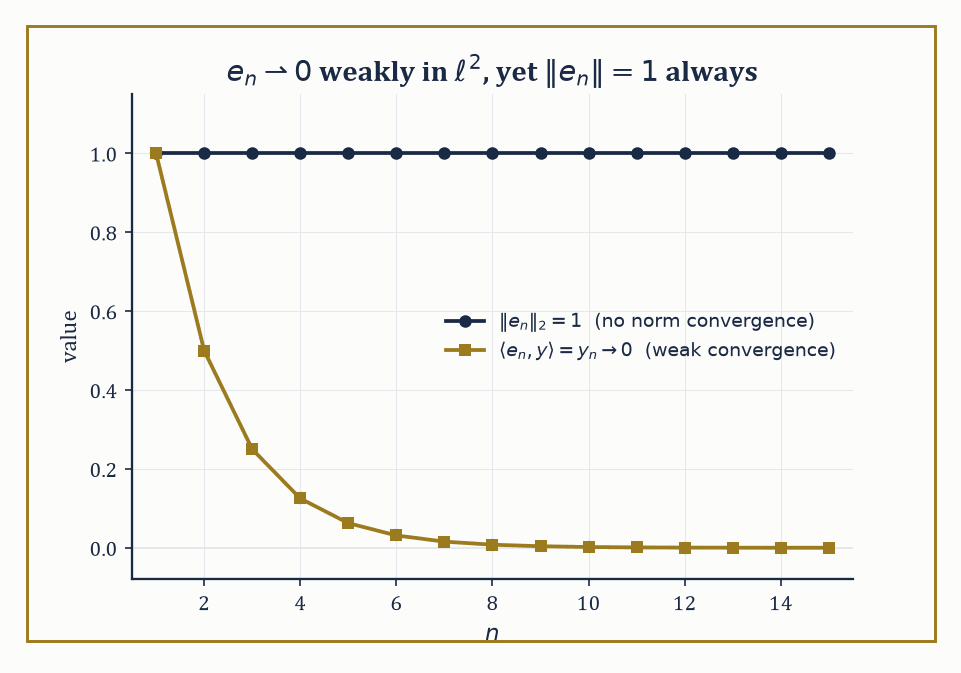 eₙ ⇀ 0 weakly in ℓ², yet ‖eₙ‖ = 1 always
value
1.0
0.8
0.6
0.4
0.2
0.0
‖eₙ‖₂ = 1 (no norm convergence)
⟨eₙ, y⟩ = yₙ → 0 (weak convergence)
2 4 6 8 10 12 14
n